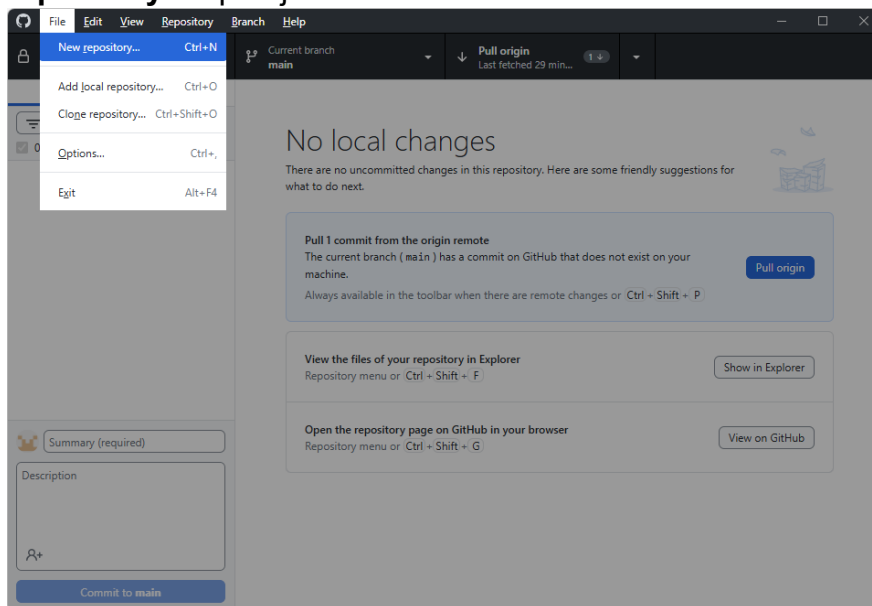 File Edit View Repository Branch Help
New repository... Ctrl+N
Add local repository... Ctrl+O
Clone repository... Ctrl+Shift+O
Options... Ctrl+,
Exit Alt+F4
Current branch
main
Pull origin
Last fetched 29 min...
1
0
No local changes
There are no uncommitted changes in this repository. Here are some friendly suggestions for
what to do next.
Pull 1 commit from the origin remote
The current branch (main) has a commit on GitHub that does not exist on your
machine.
Always available in the toolbar when there are remote changes or Ctrl + Shift + P
Pull origin
View the files of your repository in Explorer
Repository menu or Ctrl + Shift + F
Show in Explorer
Open the repository page on GitHub in your browser
Repository menu or Ctrl + Shift + G
View on GitHub
Summary (required)
Description
Commit to main